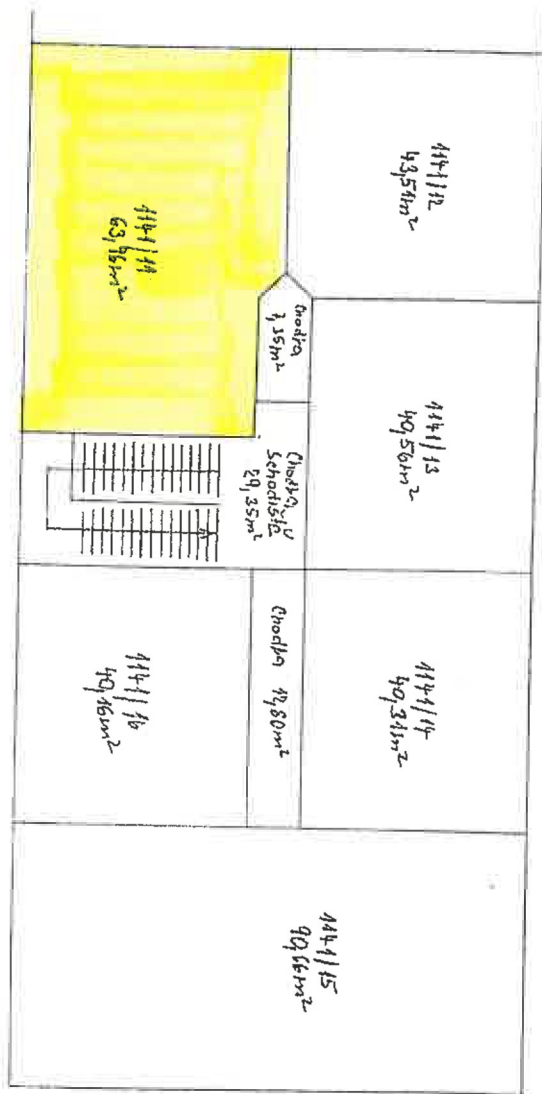 1141/12
43,51m²
1141/11
63,96m²
Chodba
7,35m²
1141/13
40,56m²
Chodba,
Schodiště
29,35m²
1141/14
40,31m²
Chodba 12,80m²
1141/16
40,16m²
1141/15
90,66m²